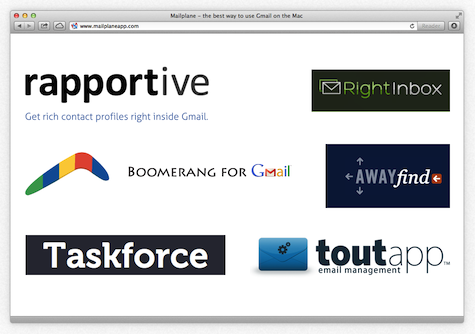 Mailplane – the best way to use Gmail on the Mac
www.mailplaneapp.com
Reader
rapportive
Get rich contact profiles right inside Gmail.
RightInbox
BOOMERANG FOR Gmail
AWAYfind
Taskforce
toutapp™
email management